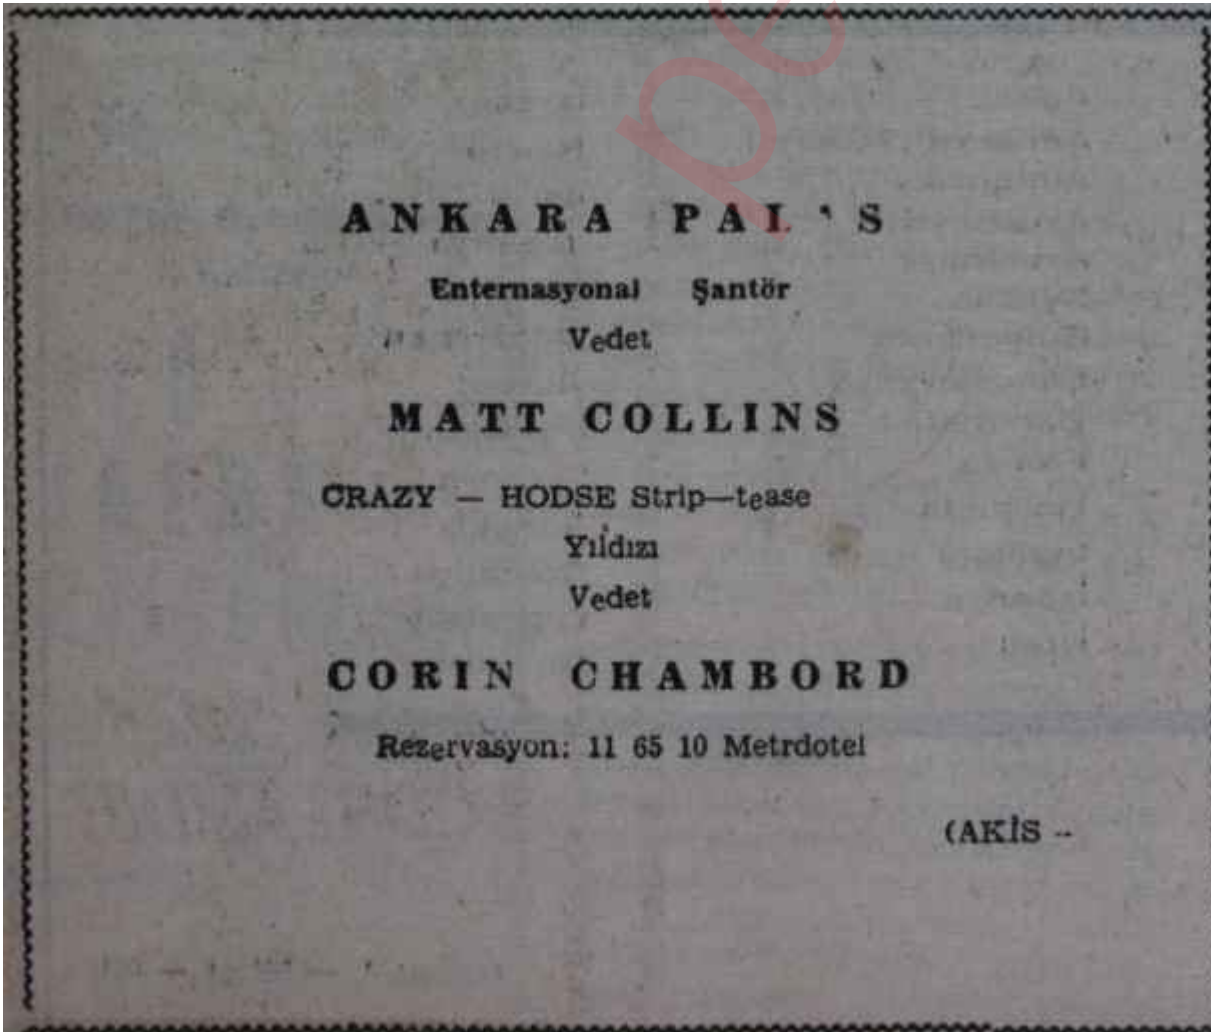 ANKARA PAL'S
Enternasyonal Şantör
Vedet
MATT COLLINS
CRAZY — HODSE Strip—tease
Yıldızı
Vedet
CORIN CHAMBORD
Rezervasyon: 11 65 10 Metrdotel
(AKİS -
pe